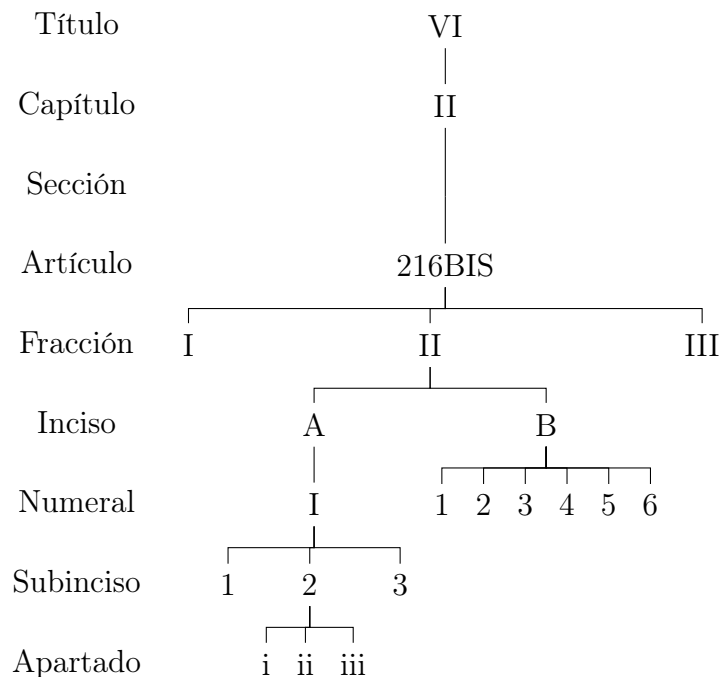 Título VI
Capítulo II
Sección
Artículo 216BIS
Fracción I II III
Inciso A B
Numeral I 1 2 3 4 5 6
Subinciso 1 2 3
Apartado i ii iii